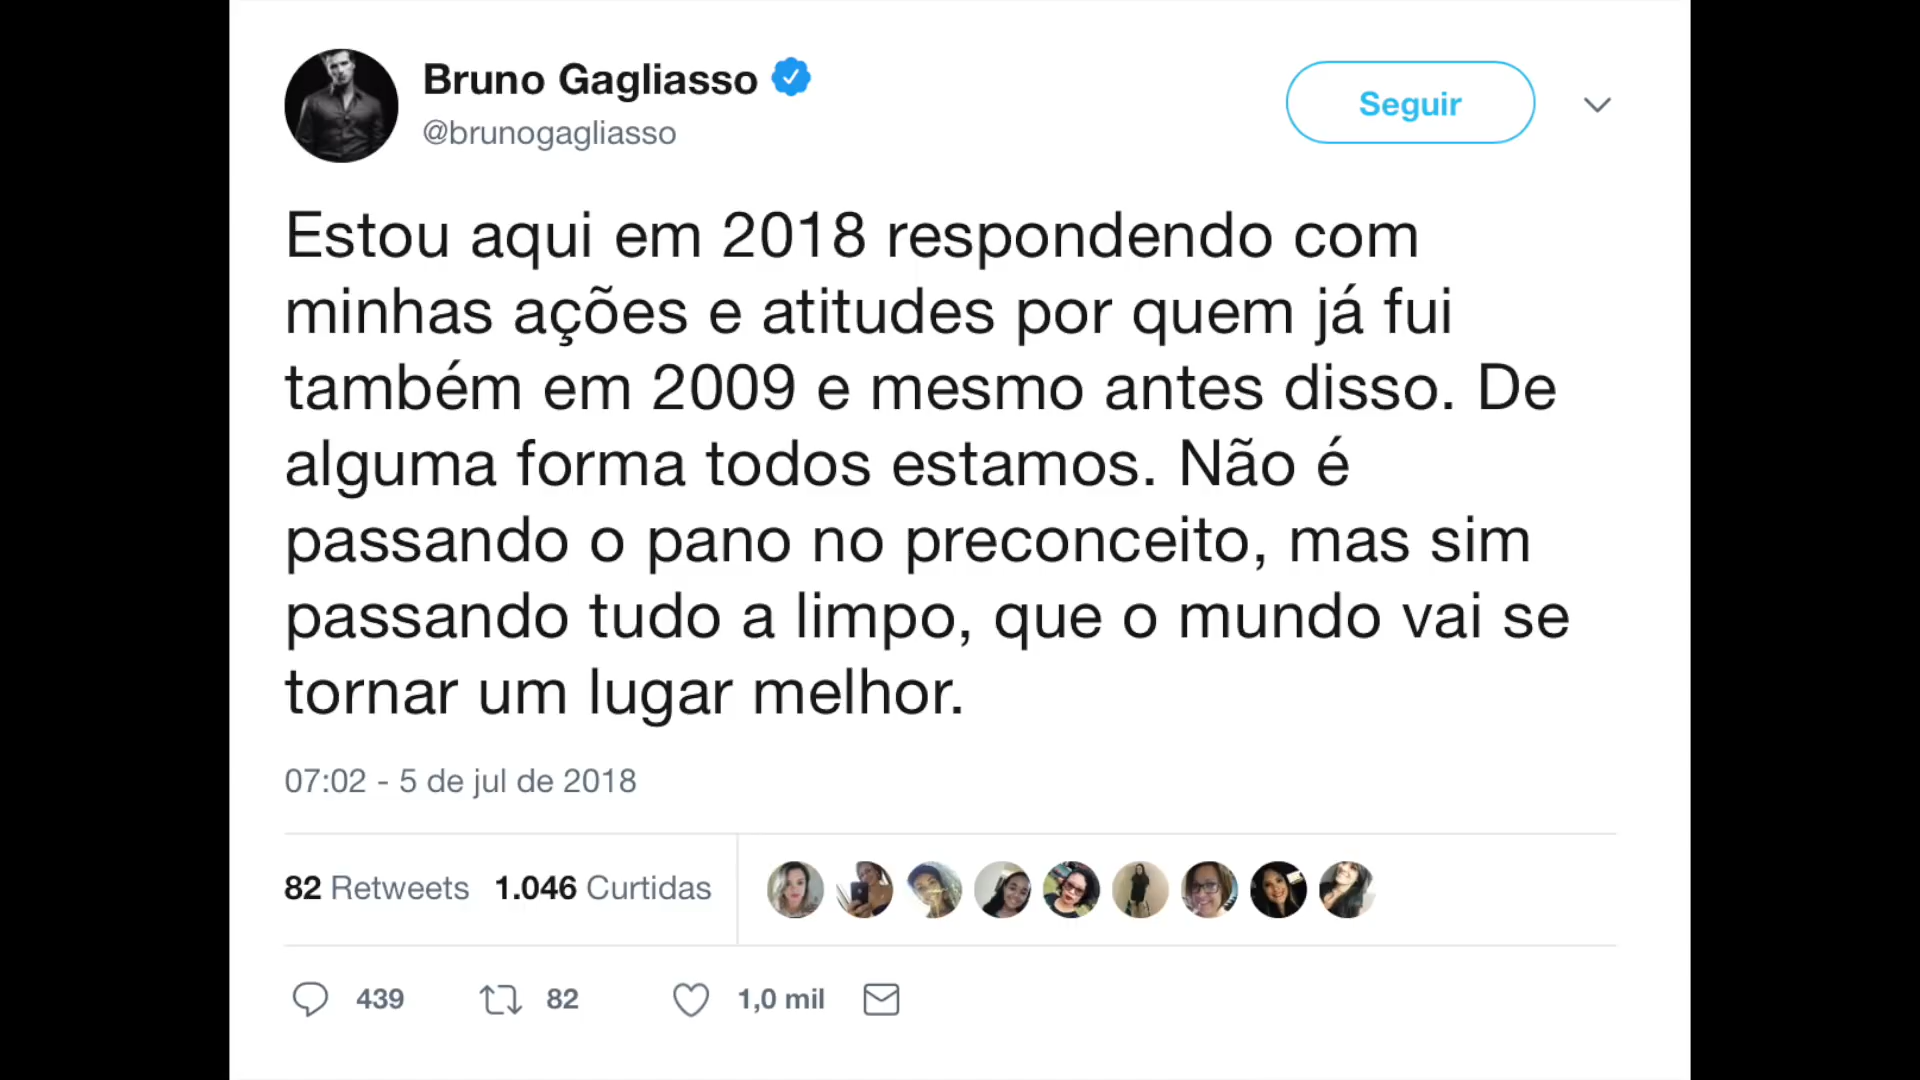 Bruno Gagliasso
@brunogagliasso
Seguir
Estou aqui em 2018 respondendo com
minhas ações e atitudes por quem já fui
também em 2009 e mesmo antes disso. De
alguma forma todos estamos. Não é
passando o pano no preconceito, mas sim
passando tudo a limpo, que o mundo vai se
tornar um lugar melhor.
07:02 - 5 de jul de 2018
82 Retweets 1.046 Curtidas
439 82 1,0 mil